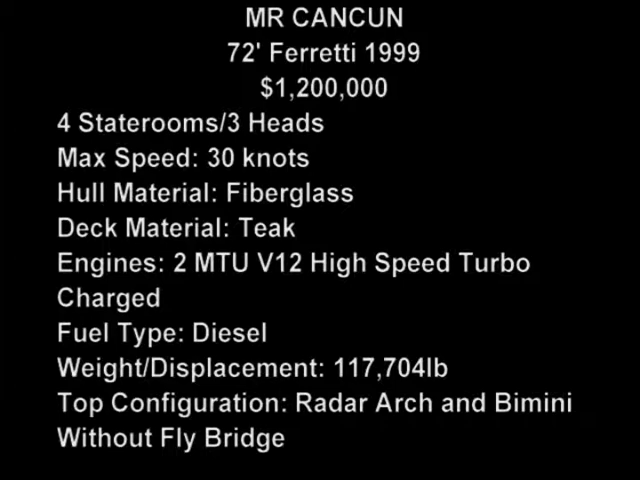 MR CANCUN
72' Ferretti 1999
$1,200,000
4 Staterooms/3 Heads
Max Speed: 30 knots
Hull Material: Fiberglass
Deck Material: Teak
Engines: 2 MTU V12 High Speed Turbo
Charged
Fuel Type: Diesel
Weight/Displacement: 117,704lb
Top Configuration: Radar Arch and Bimini
Without Fly Bridge